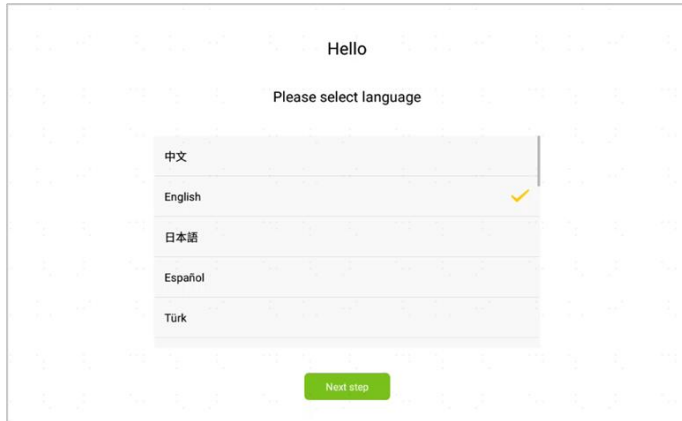 Hello
Please select language
中文
English
日本語
Español
Türk
Next step